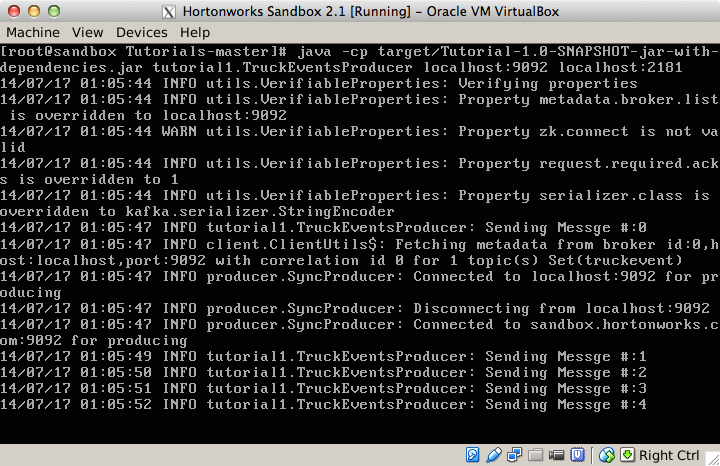 Hortonworks Sandbox 2.1 [Running] – Oracle VM VirtualBox
Machine View Devices Help
[root@sandbox Tutorials-master]# java -cp target/Tutorial-1.0-SNAPSHOT-jar-with-
dependencies.jar tutorial1.TruckEventsProducer localhost:9092 localhost:2181
14/07/17 01:05:44 INFO utils.VerifiableProperties: Verifying properties
14/07/17 01:05:44 INFO utils.VerifiableProperties: Property metadata.broker.list
 is overridden to localhost:9092
14/07/17 01:05:44 WARN utils.VerifiableProperties: Property zk.connect is not va
lid
14/07/17 01:05:44 INFO utils.VerifiableProperties: Property request.required.ack
s is overridden to 1
14/07/17 01:05:44 INFO utils.VerifiableProperties: Property serializer.class is
overridden to kafka.serializer.StringEncoder
14/07/17 01:05:47 INFO tutorial1.TruckEventsProducer: Sending Messge #:0
14/07/17 01:05:47 INFO client.ClientUtils$: Fetching metadata from broker id:0,h
ost:localhost,port:9092 with correlation id 0 for 1 topic(s) Set(truckevent)
14/07/17 01:05:47 INFO producer.SyncProducer: Connected to localhost:9092 for pr
oducing
14/07/17 01:05:47 INFO producer.SyncProducer: Disconnecting from localhost:9092
14/07/17 01:05:47 INFO producer.SyncProducer: Connected to sandbox.hortonworks.c
om:9092 for producing
14/07/17 01:05:49 INFO tutorial1.TruckEventsProducer: Sending Messge #:1
14/07/17 01:05:50 INFO tutorial1.TruckEventsProducer: Sending Messge #:2
14/07/17 01:05:51 INFO tutorial1.TruckEventsProducer: Sending Messge #:3
14/07/17 01:05:52 INFO tutorial1.TruckEventsProducer: Sending Messge #:4
Right Ctrl